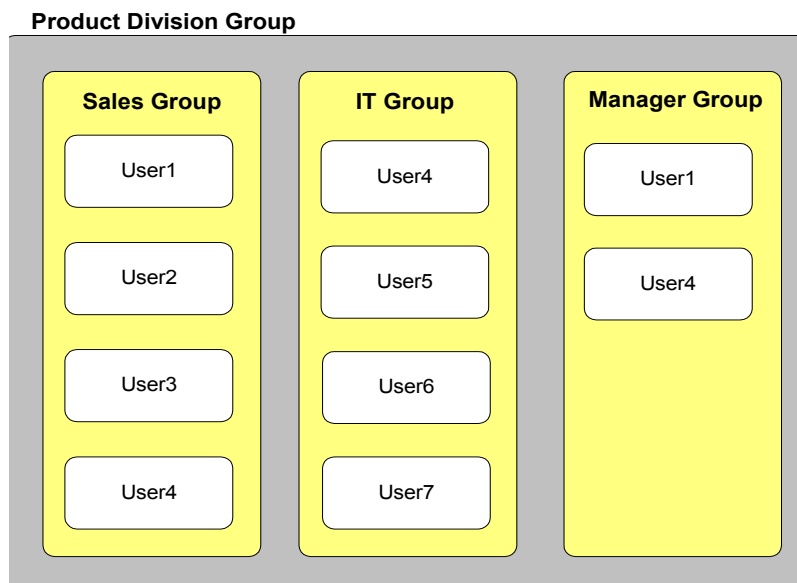 Product Division Group
Sales Group
User1
User2
User3
User4
IT Group
User4
User5
User6
User7
Manager Group
User1
User4